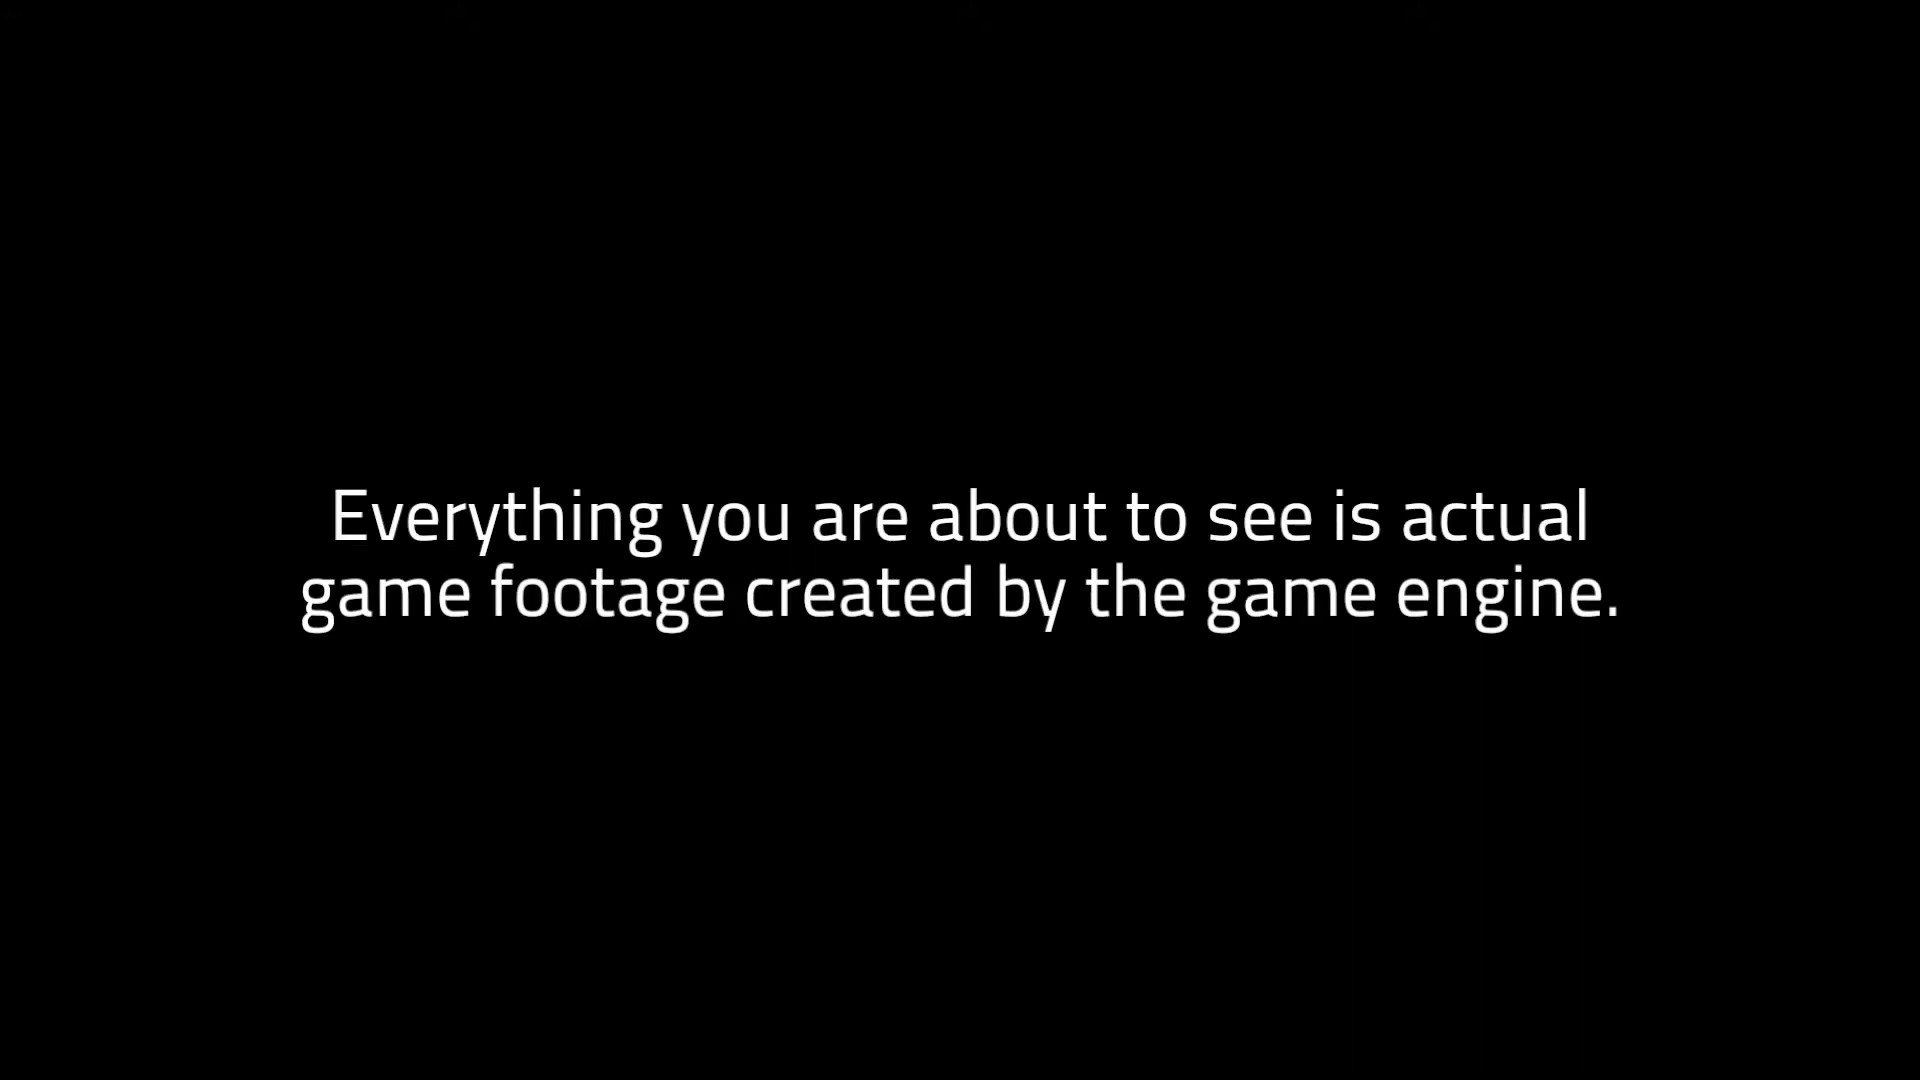 Everything you are about to see is actual
game footage created by the game engine.